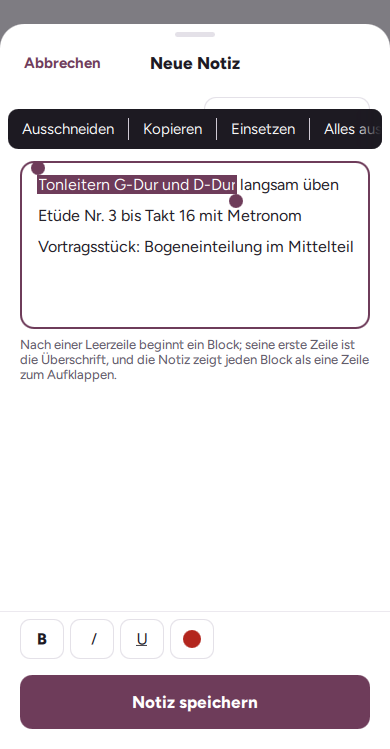 Abbrechen
Neue Notiz
Ausschneiden Kopieren Einsetzen Alles aus
Tonleitern G-Dur und D-Dur langsam üben
Etüde Nr. 3 bis Takt 16 mit Metronom
Vortragsstück: Bogeneinteilung im Mittelteil
Nach einer Leerzeile beginnt ein Block; seine erste Zeile ist
die Überschrift, und die Notiz zeigt jeden Block als eine Zeile
zum Aufklappen.
B I U
Notiz speichern